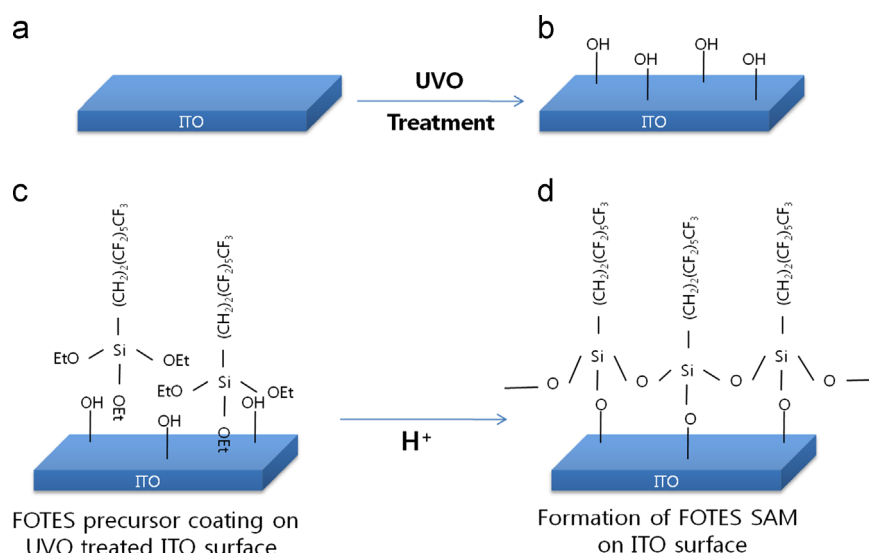 a
b
OH
OH
OH
OH
UVO
Treatment
ITO
ITO
c
d
(CH₂)₂(CF₂)₅CF₃
(CH₂)₂(CF₂)₅CF₃
Si
EtO
OEt
OEt
Si
EtO
OEt
OEt
OH
OH
OH
ITO
H⁺
(CH₂)₂(CF₂)₅CF₃
(CH₂)₂(CF₂)₅CF₃
(CH₂)₂(CF₂)₅CF₃
Si
Si
Si
O
O
O
O
O
O
O
ITO
FOTES precursor coating on
UVO treated ITO surface
Formation of FOTES SAM
on ITO surface